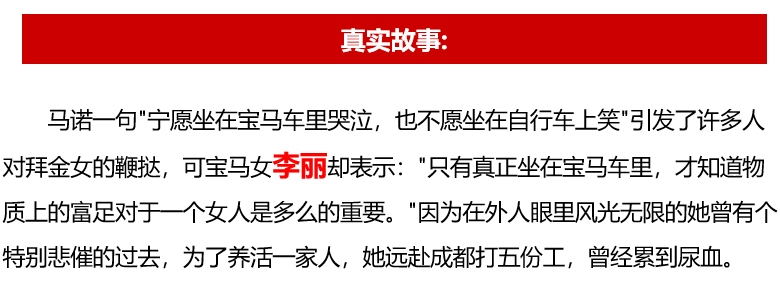 真实故事:
马诺一句"宁愿坐在宝马车里哭泣，也不愿坐在自行车上笑"引发了许多人
对拜金女的鞭挞，可宝马女李丽却表示："只有真正坐在宝马车里，才知道物
质上的富足对于一个女人是多么的重要。"因为在外人眼里风光无限的她曾有个
特别悲催的过去，为了养活一家人，她远赴成都打五份工，曾经累到尿血。